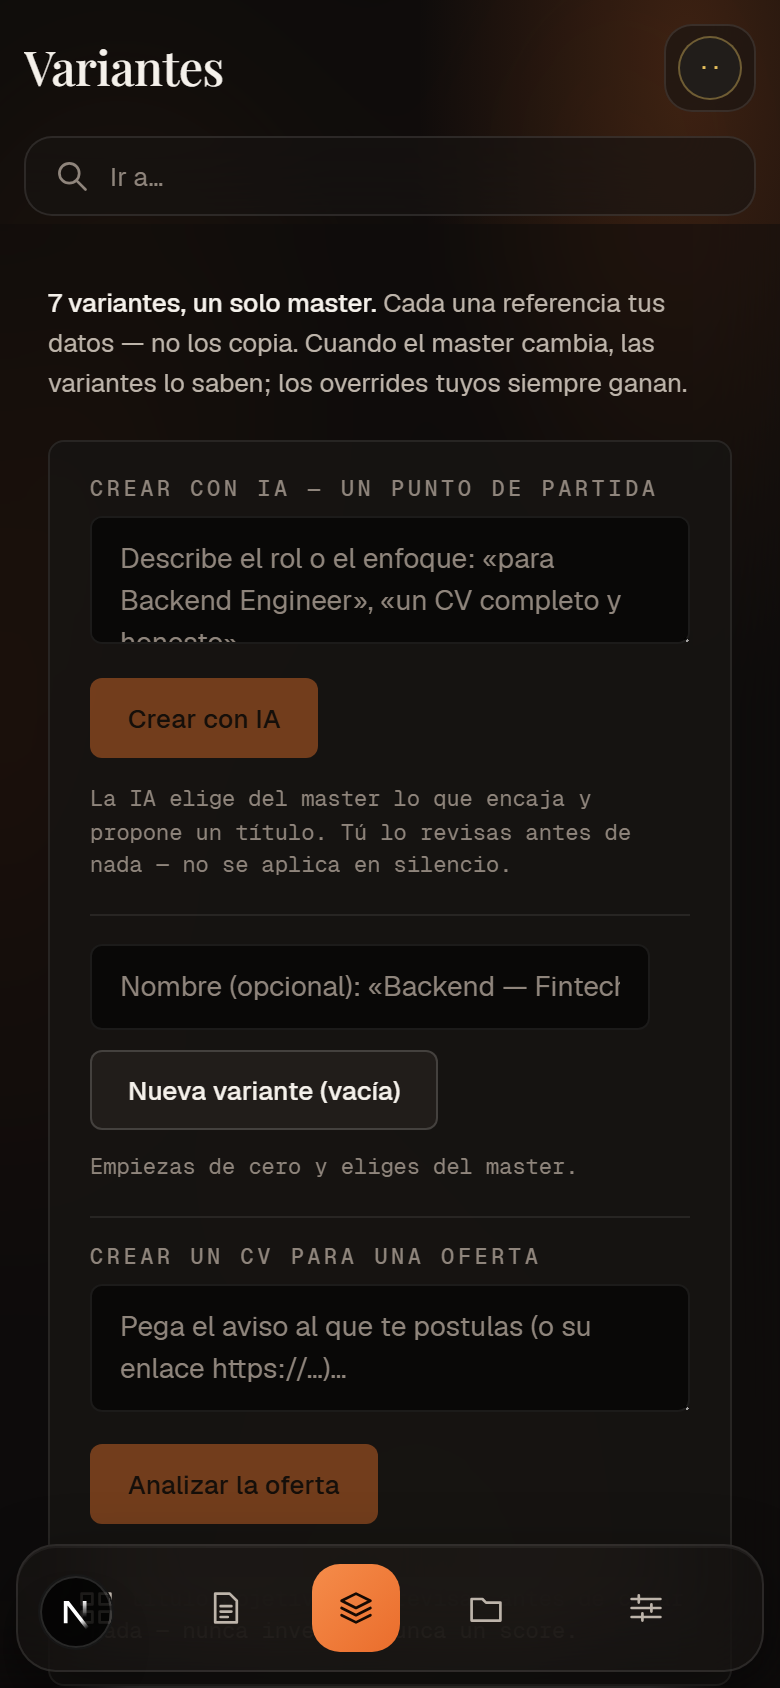 Variantes
Ir a...
7 variantes, un solo master. Cada una referencia tus
datos — no los copia. Cuando el master cambia, las
variantes lo saben; los overrides tuyos siempre ganan.
CREAR CON IA — UN PUNTO DE PARTIDA
Describe el rol o el enfoque: «para
Backend Engineer», «un CV completo y
honesto»
Crear con IA
La IA elige del master lo que encaja y
propone un título. Tú lo revisas antes de
nada — no se aplica en silencio.
Nombre (opcional): «Backend — Fintech
Nueva variante (vacía)
Empiezas de cero y eliges del master.
CREAR UN CV PARA UNA OFERTA
Pega el aviso al que te postulas (o su
enlace https://...)...
Analizar la oferta
N
nada — nunca un score.